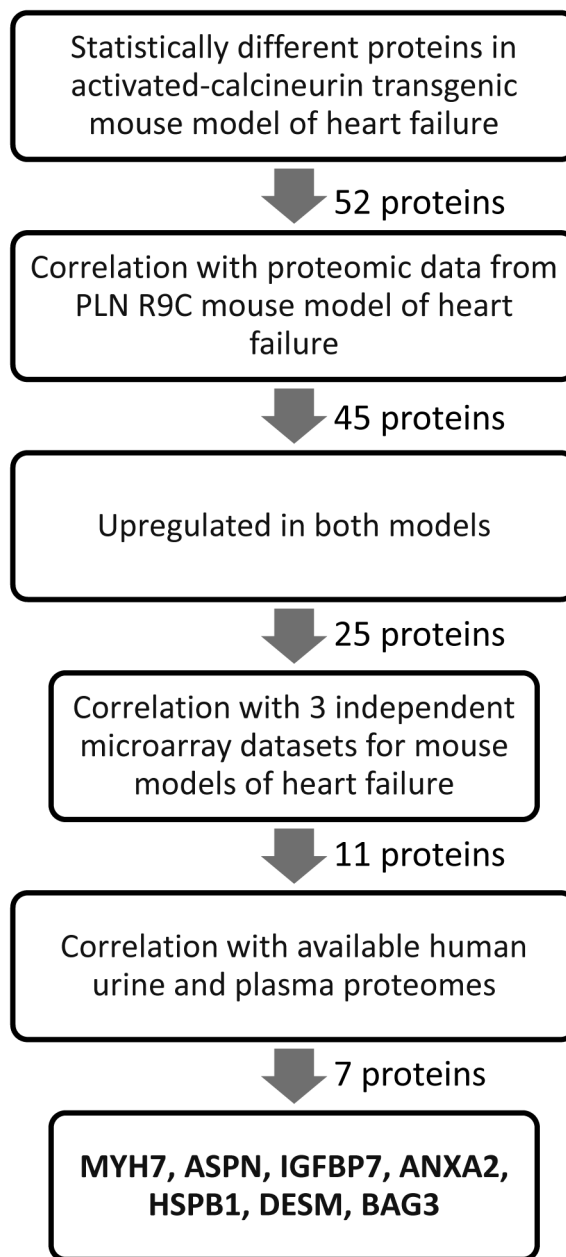 Statistically different proteins in
activated-calcineurin transgenic
mouse model of heart failure
52 proteins
Correlation with proteomic data from
PLN R9C mouse model of heart
failure
45 proteins
Upregulated in both models
25 proteins
Correlation with 3 independent
microarray datasets for mouse
models of heart failure
11 proteins
Correlation with available human
urine and plasma proteomes
7 proteins
MYH7, ASPN, IGFBP7, ANXA2,
HSPB1, DESM, BAG3